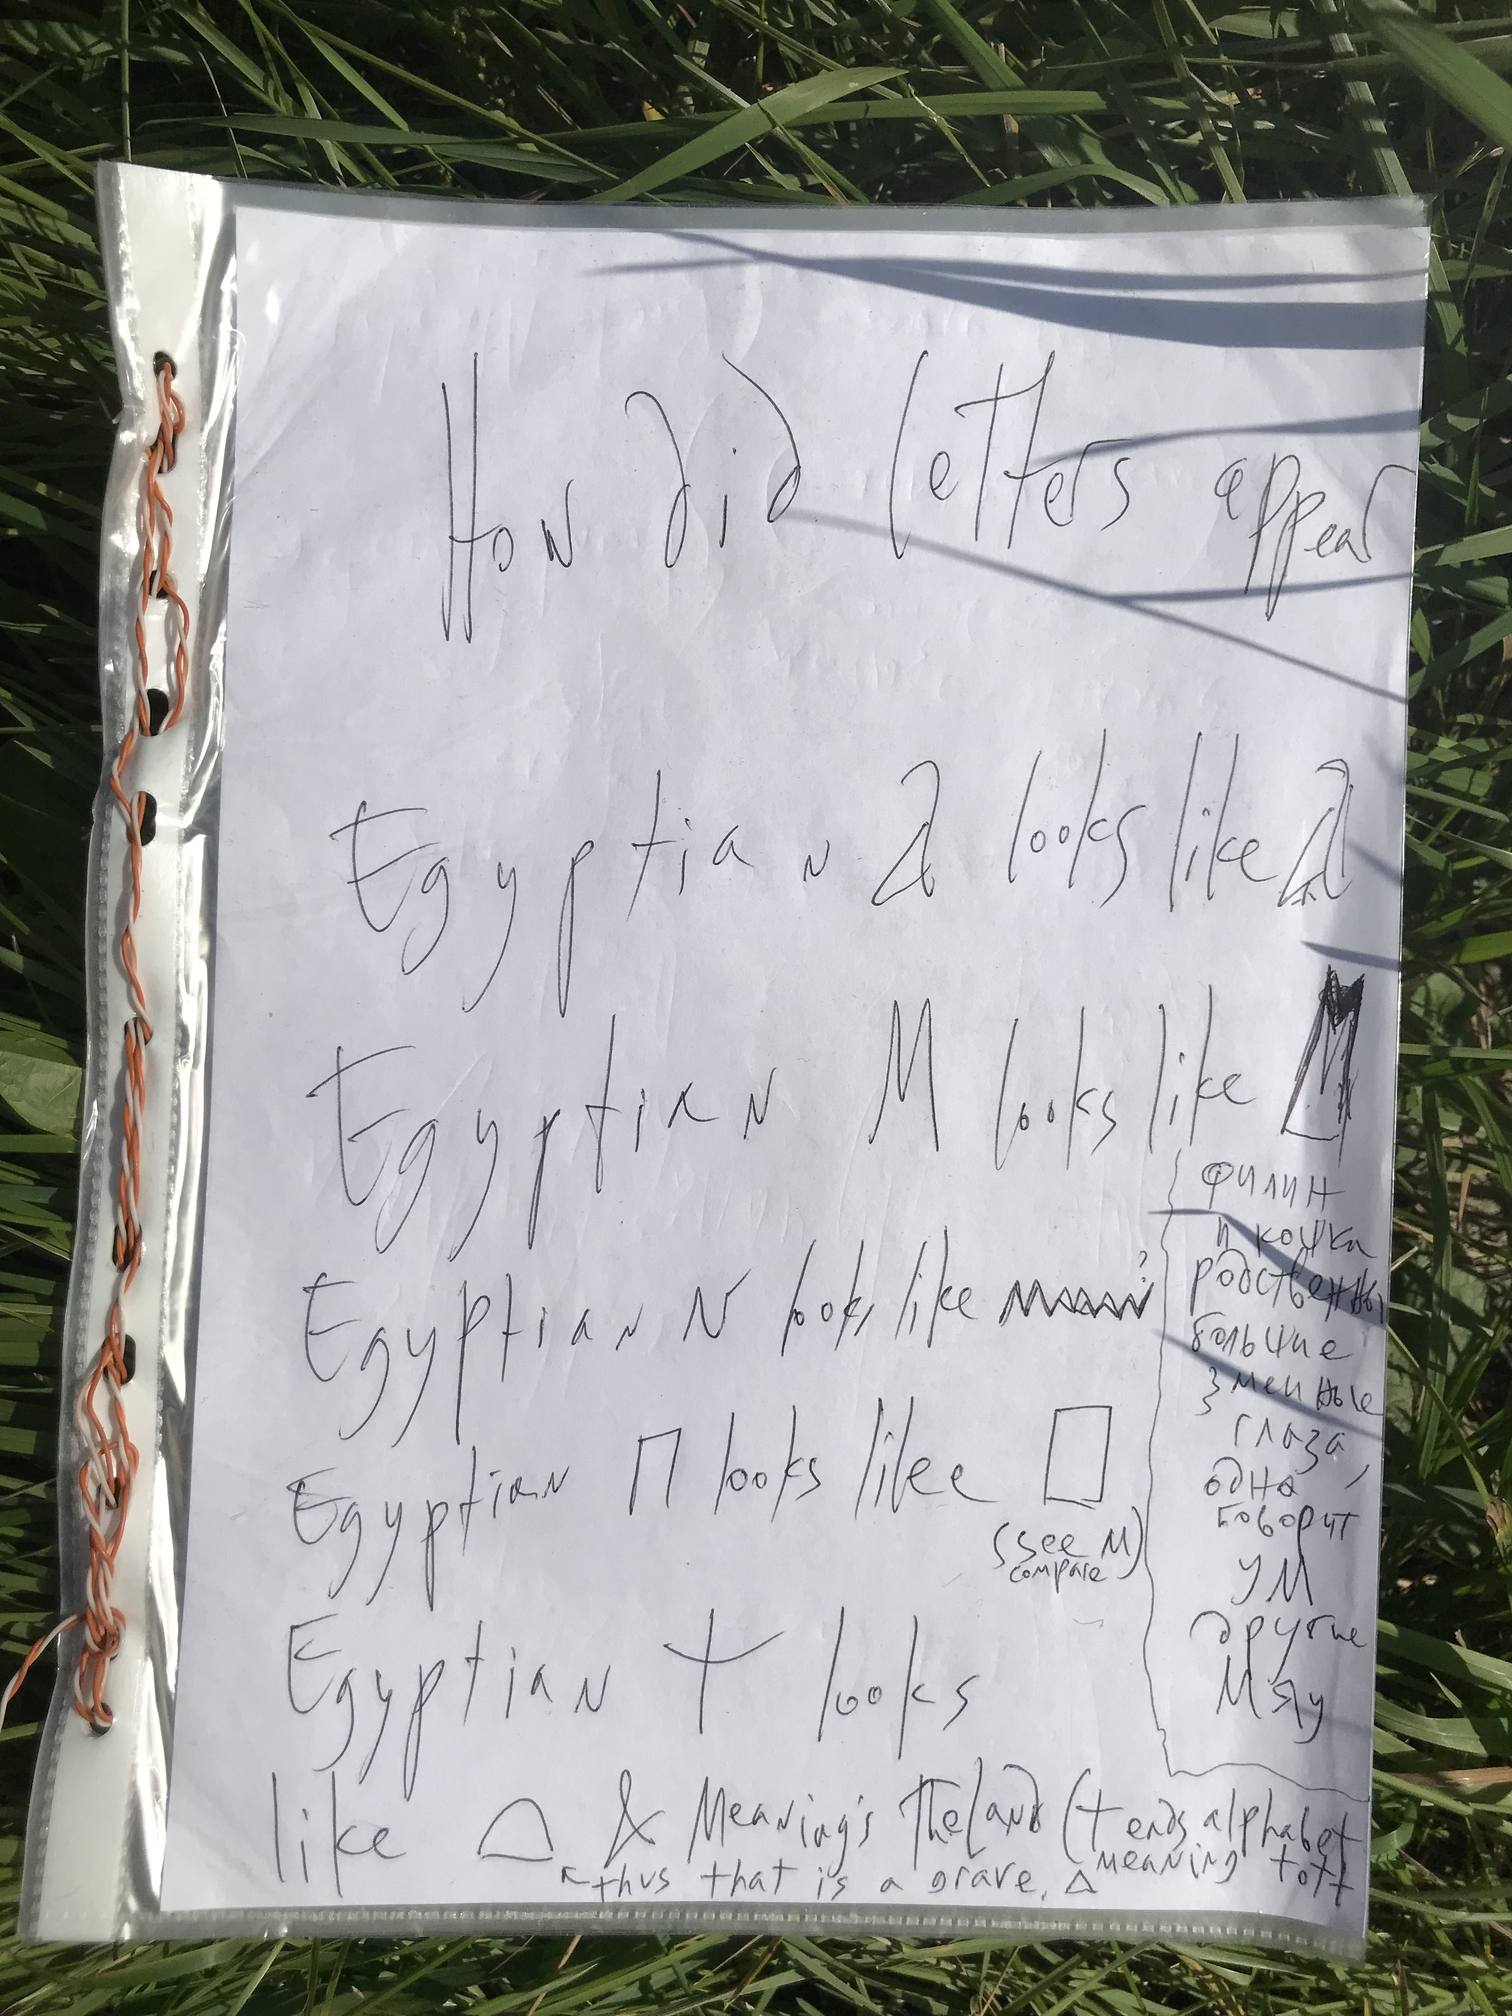 How did letters appear
Egyptian a looks like
Egyptian M looks like
Egyptian N looks like
Egyptian П looks like
(see M)
compare
Egyptian t looks
like & Meaning's The Land (t ends alphabet
thus that is a grave, meaning tot)
филин
и кошка
родственны
большие
змеиные
глаза,
одна
говорит
УМ
другие
Мяу